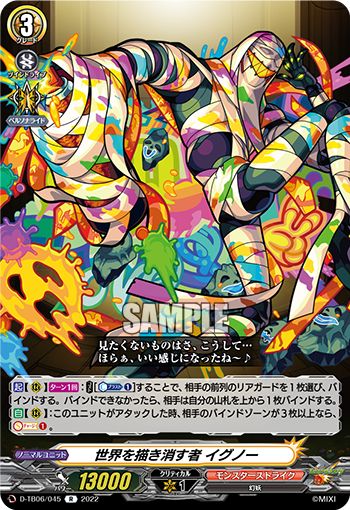 3
グレード
ツインドライブ
ペルソナライド
SAMPLE
見たくないものはさ、こうして…
ほらぁ、いい感じになったね～♪
起【Ⓡ】【ターン1回】【ソウルブラスト①】することで、相手の前列のリアガードを1枚選び、バ
インドする。バインドできなかったら、相手は自分の山札を上から1枚バインドする。
自【Ⓡ】:このユニットがアタックした時、相手のバインドゾーンが3枚以上なら、
チャージ(1)。
ノーマルユニット
世界を描き消す者 イグノー
D-TB06/045 R 2022
パワー 13000
クリティカル
1
モンスターストライク
幻妖
©MIXI